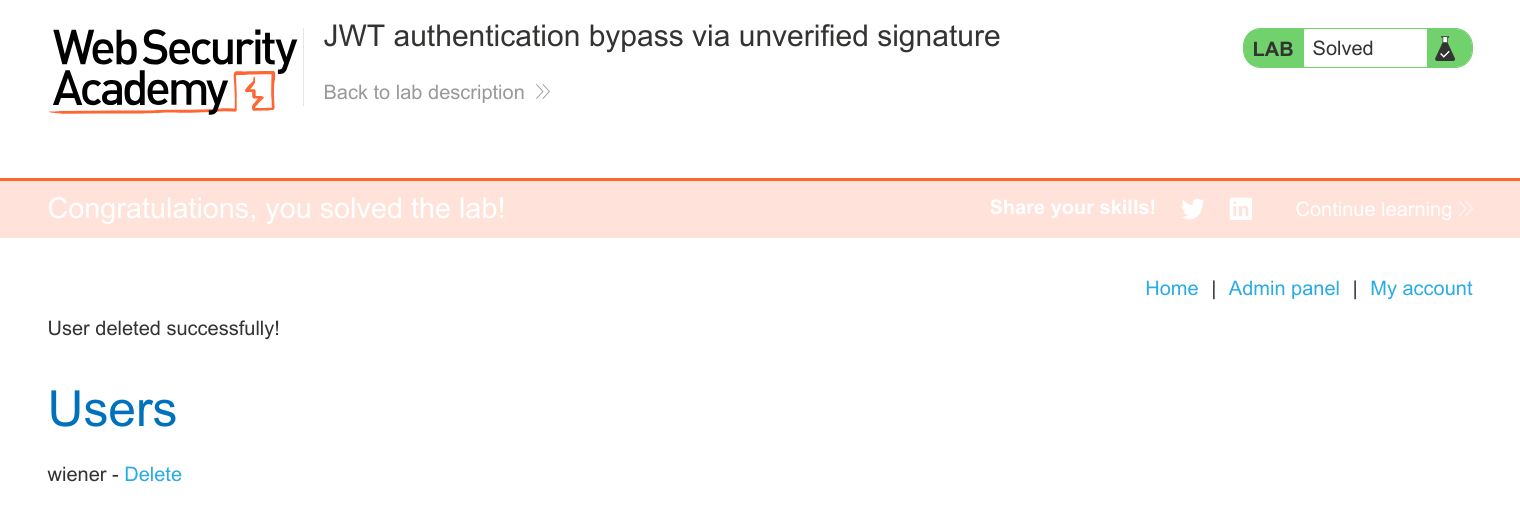 Web Security
Academy
JWT authentication bypass via unverified signature
Back to lab description
LAB Solved
Congratulations, you solved the lab!
Share your skills!
Continue learning
Home | Admin panel | My account
User deleted successfully!
Users
wiener - Delete